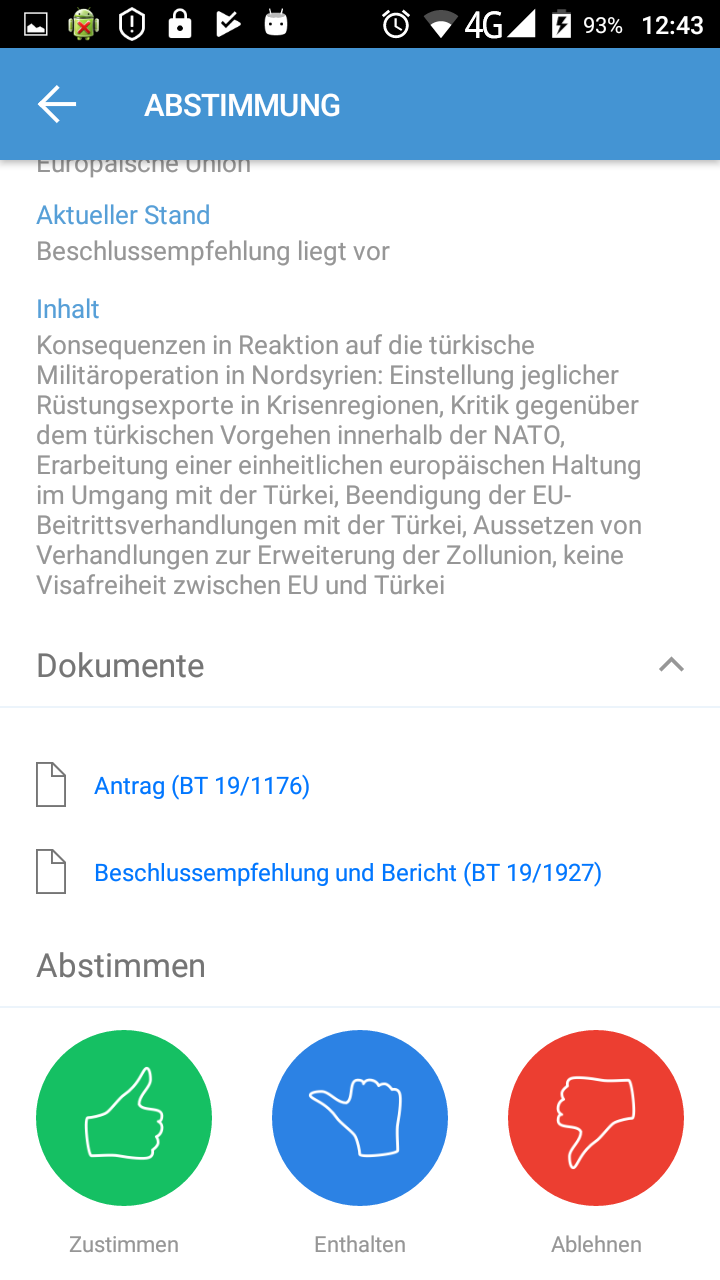 4G 93% 12:43
ABSTIMMUNG
Europäische Union
Aktueller Stand
Beschlussempfehlung liegt vor
Inhalt
Konsequenzen in Reaktion auf die türkische
Militäroperation in Nordsyrien: Einstellung jeglicher
Rüstungsexporte in Krisenregionen, Kritik gegenüber
dem türkischen Vorgehen innerhalb der NATO,
Erarbeitung einer einheitlichen europäischen Haltung
im Umgang mit der Türkei, Beendigung der EU-
Beitrittsverhandlungen mit der Türkei, Aussetzen von
Verhandlungen zur Erweiterung der Zollunion, keine
Visafreiheit zwischen EU und Türkei
Dokumente
Antrag (BT 19/1176)
Beschlussempfehlung und Bericht (BT 19/1927)
Abstimmen
Zustimmen Enthalten Ablehnen